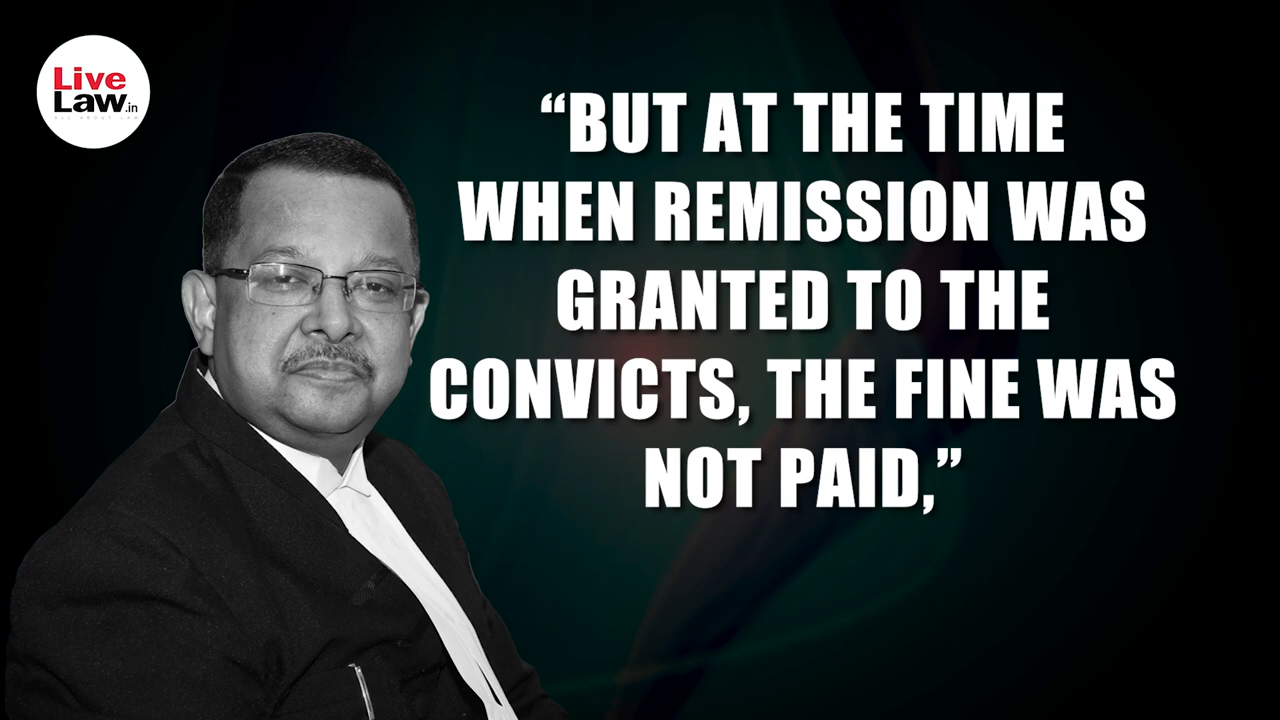 Live
Law.in
ALL ABOUT LAW
“BUT AT THE TIME
WHEN REMISSION WAS
GRANTED TO THE
CONVICTS, THE FINE WAS
NOT PAID,”